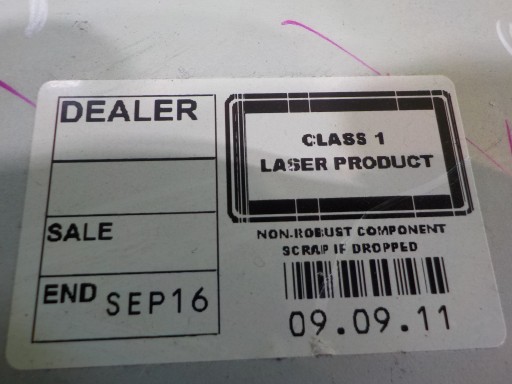 DEALER
SALE
END SEP16
CLASS 1
LASER PRODUCT
NON-ROBUST COMPONENT
SCRAP IF DROPPED
09.09.11